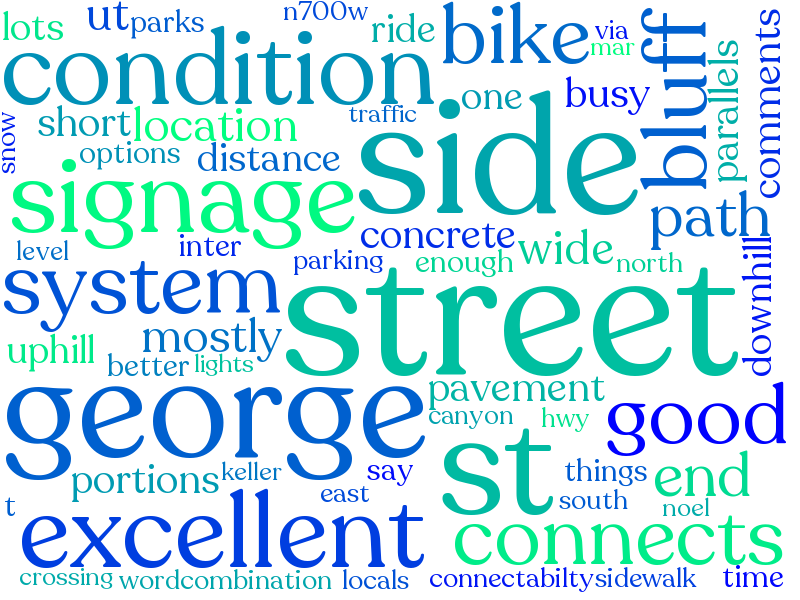 lots
ut
parks
n700w
ride
bike
via
mar
bluff
parallels
comments
condition
one
busy
traffic
snow
short
location
options
distance
side
signage
path
concrete
wide
level
inter
parking
enough
north
downhill
system
street
mostly
uphill
better
lights
george
pavement
canyon
hwy
good
portions
keller
say
st
things
end
east
south
noel
t
excellent
connects
crossing
wordcombination
locals
connectabilty
sidewalk
time